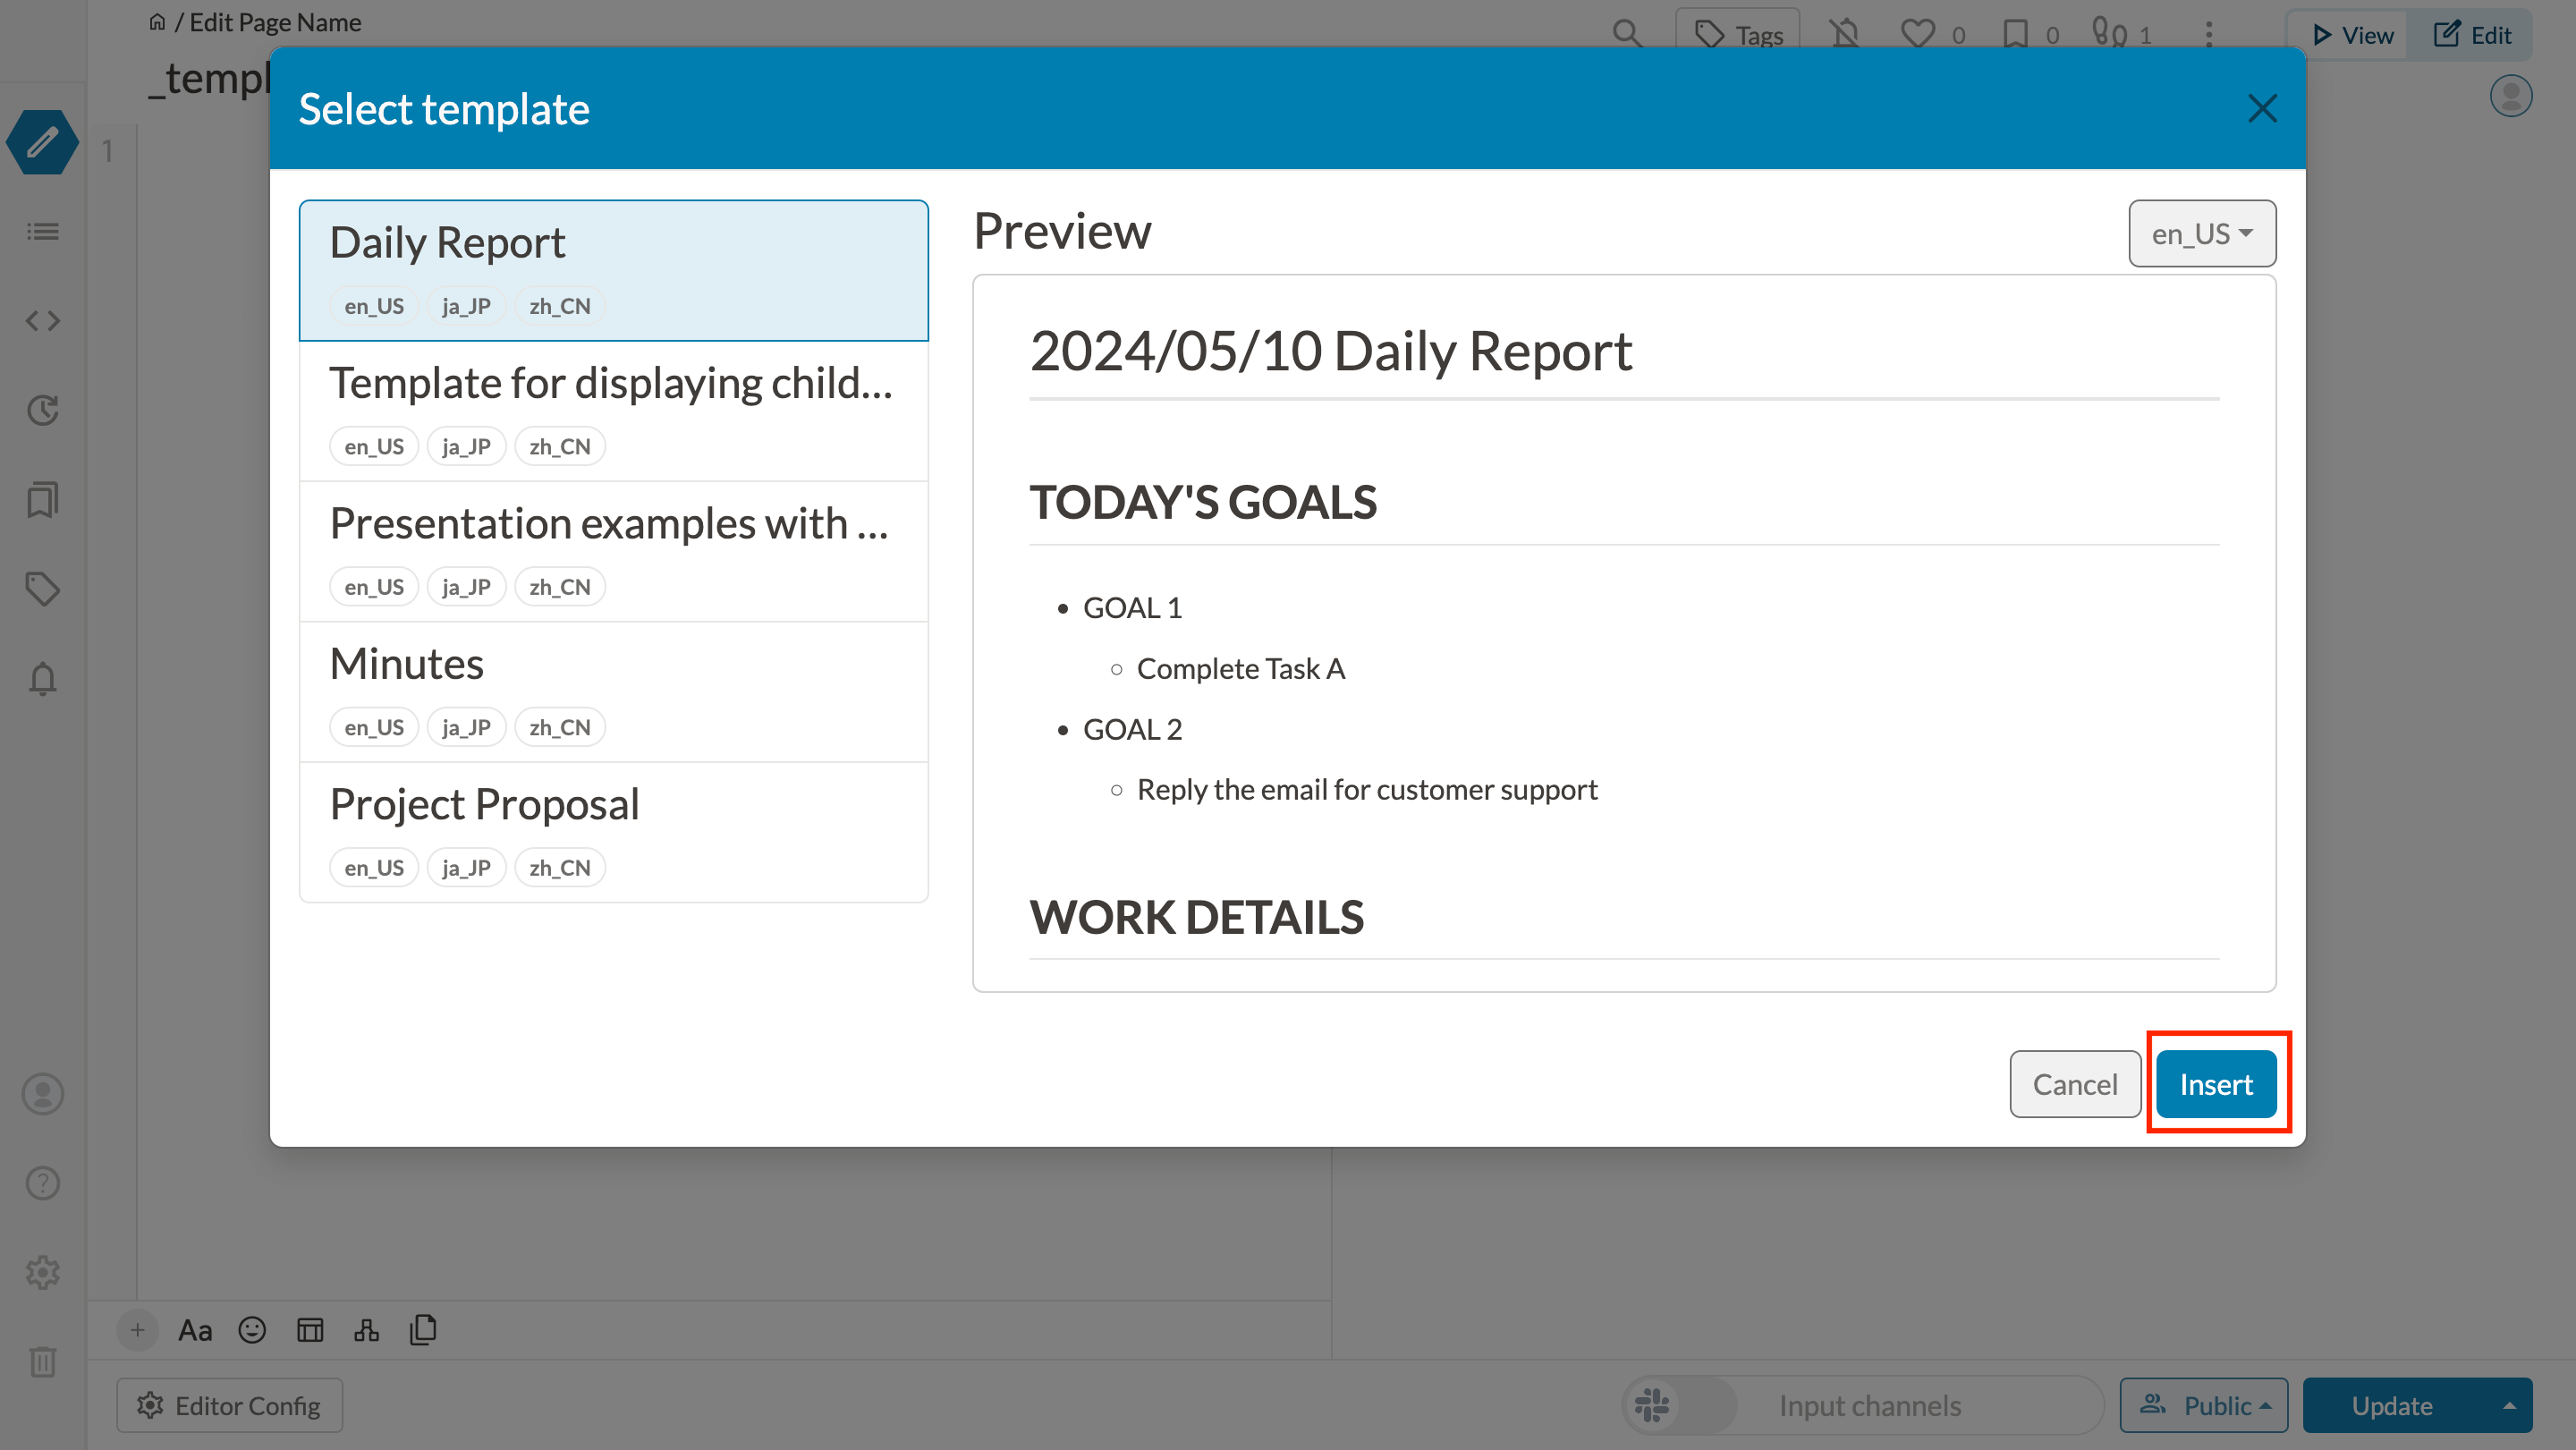 / Edit Page Name
_templ
Tags
0
0
1
View
Edit
1
Select template
Daily Report
en_US ja_JP zh_CN
Template for displaying child...
en_US ja_JP zh_CN
Presentation examples with ...
en_US ja_JP zh_CN
Minutes
en_US ja_JP zh_CN
Project Proposal
en_US ja_JP zh_CN
Preview
en_US
2024/05/10 Daily Report
TODAY'S GOALS
GOAL 1
Complete Task A
GOAL 2
Reply the email for customer support
WORK DETAILS
Cancel
Insert
Aa
Editor Config
Input channels
Public
Update